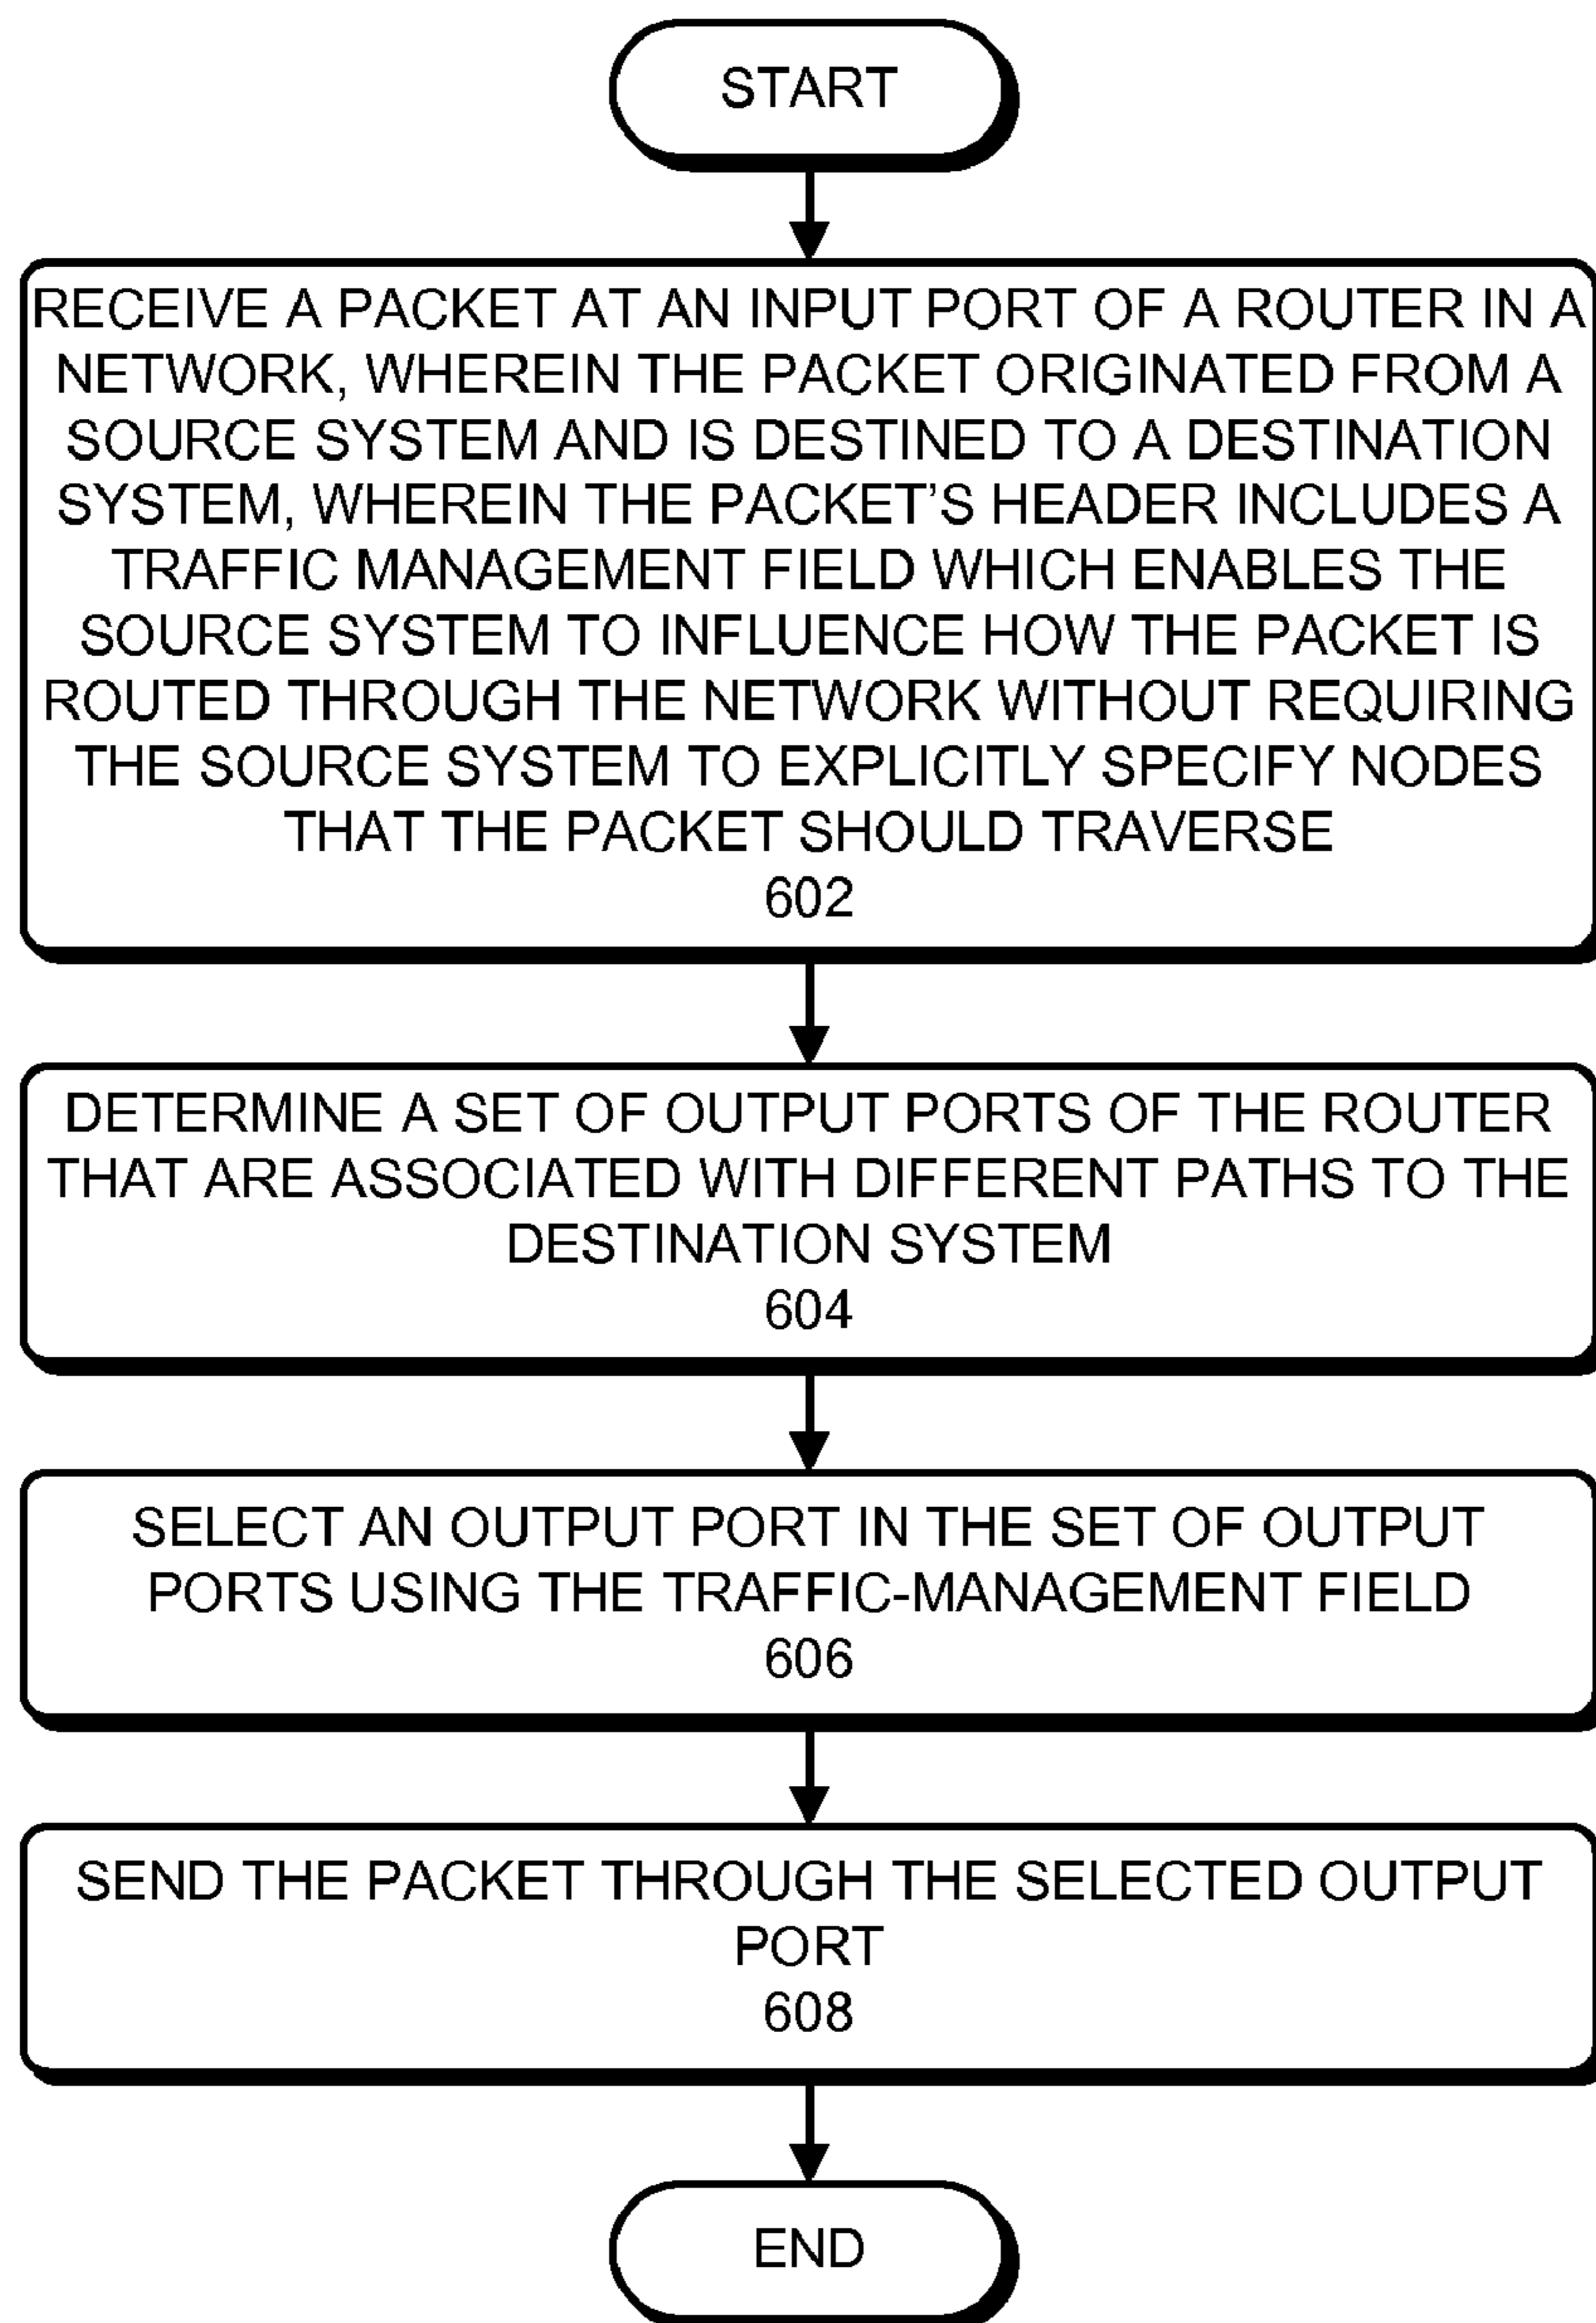 START
RECEIVE A PACKET AT AN INPUT PORT OF A ROUTER IN A
NETWORK, WHEREIN THE PACKET ORIGINATED FROM A
SOURCE SYSTEM AND IS DESTINED TO A DESTINATION
SYSTEM, WHEREIN THE PACKET’S HEADER INCLUDES A
TRAFFIC MANAGEMENT FIELD WHICH ENABLES THE
SOURCE SYSTEM TO INFLUENCE HOW THE PACKET IS
ROUTED THROUGH THE NETWORK WITHOUT REQUIRING
THE SOURCE SYSTEM TO EXPLICITLY SPECIFY NODES
THAT THE PACKET SHOULD TRAVERSE
602
DETERMINE A SET OF OUTPUT PORTS OF THE ROUTER
THAT ARE ASSOCIATED WITH DIFFERENT PATHS TO THE
DESTINATION SYSTEM
604
SELECT AN OUTPUT PORT IN THE SET OF OUTPUT
PORTS USING THE TRAFFIC-MANAGEMENT FIELD
606
SEND THE PACKET THROUGH THE SELECTED OUTPUT
PORT
608
END